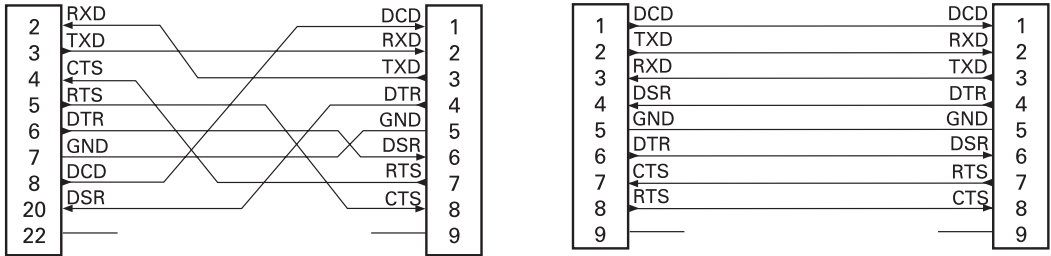 2 RXD DCD 1
3 TXD RXD 2
4 CTS TXD 3
5 RTS DTR 4
6 DTR GND 5
7 GND DSR 6
8 DCD RTS 7
20 DSR CTS 8
22 9
1 DCD DCD 1
2 TXD RXD 2
3 RXD TXD 3
4 DSR DTR 4
5 GND GND 5
6 DTR DSR 6
7 CTS RTS 7
8 RTS CTS 8
9 9